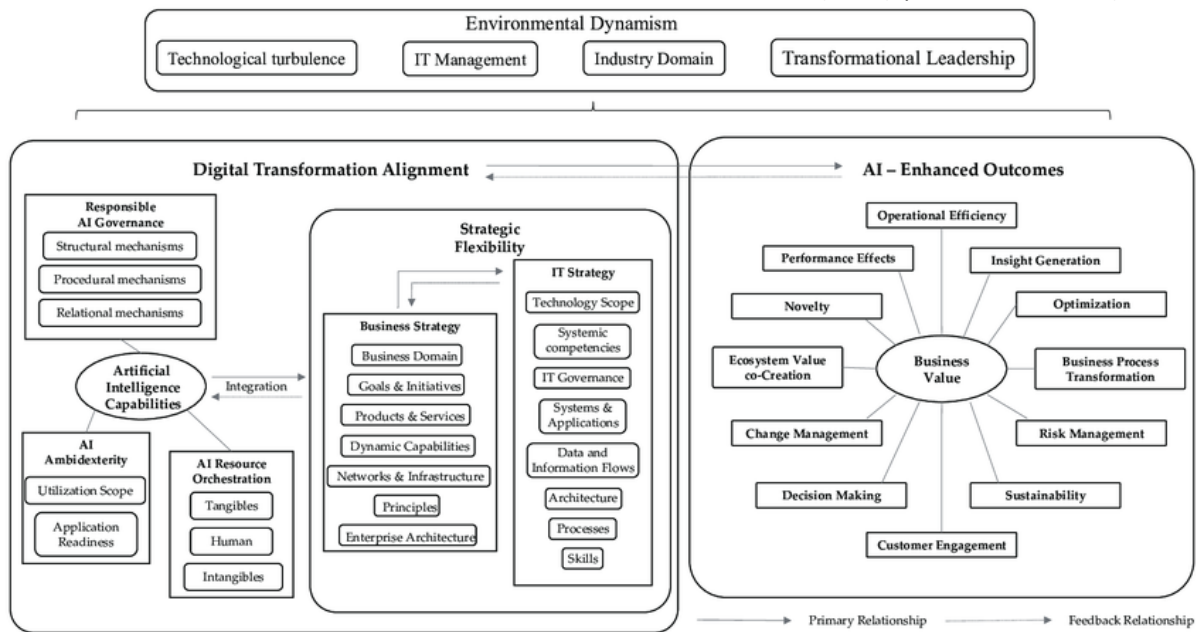 Environmental Dynamism
Technological turbulence
IT Management
Industry Domain
Transformational Leadership
Digital Transformation Alignment
Responsible
AI Governance
Structural mechanisms
Procedural mechanisms
Relational mechanisms
Artificial
Intelligence
Capabilities
Integration
AI
Ambidexterity
Utilization Scope
Application
Readiness
AI Resource
Orchestration
Tangibles
Human
Intangibles
Strategic
Flexibility
Business Strategy
Business Domain
Goals & Initiatives
Products & Services
Dynamic Capabilities
Networks & Infrastructure
Principles
Enterprise Architecture
IT Strategy
Technology Scope
Systemic
competencies
IT Governance
Systems &
Applications
Data and
Information Flows
Architecture
Processes
Skills
AI – Enhanced Outcomes
Operational Efficiency
Performance Effects
Insight Generation
Novelty
Optimization
Ecosystem Value
co-Creation
Business
Value
Business Process
Transformation
Change Management
Risk Management
Decision Making
Sustainability
Customer Engagement
Primary Relationship
Feedback Relationship